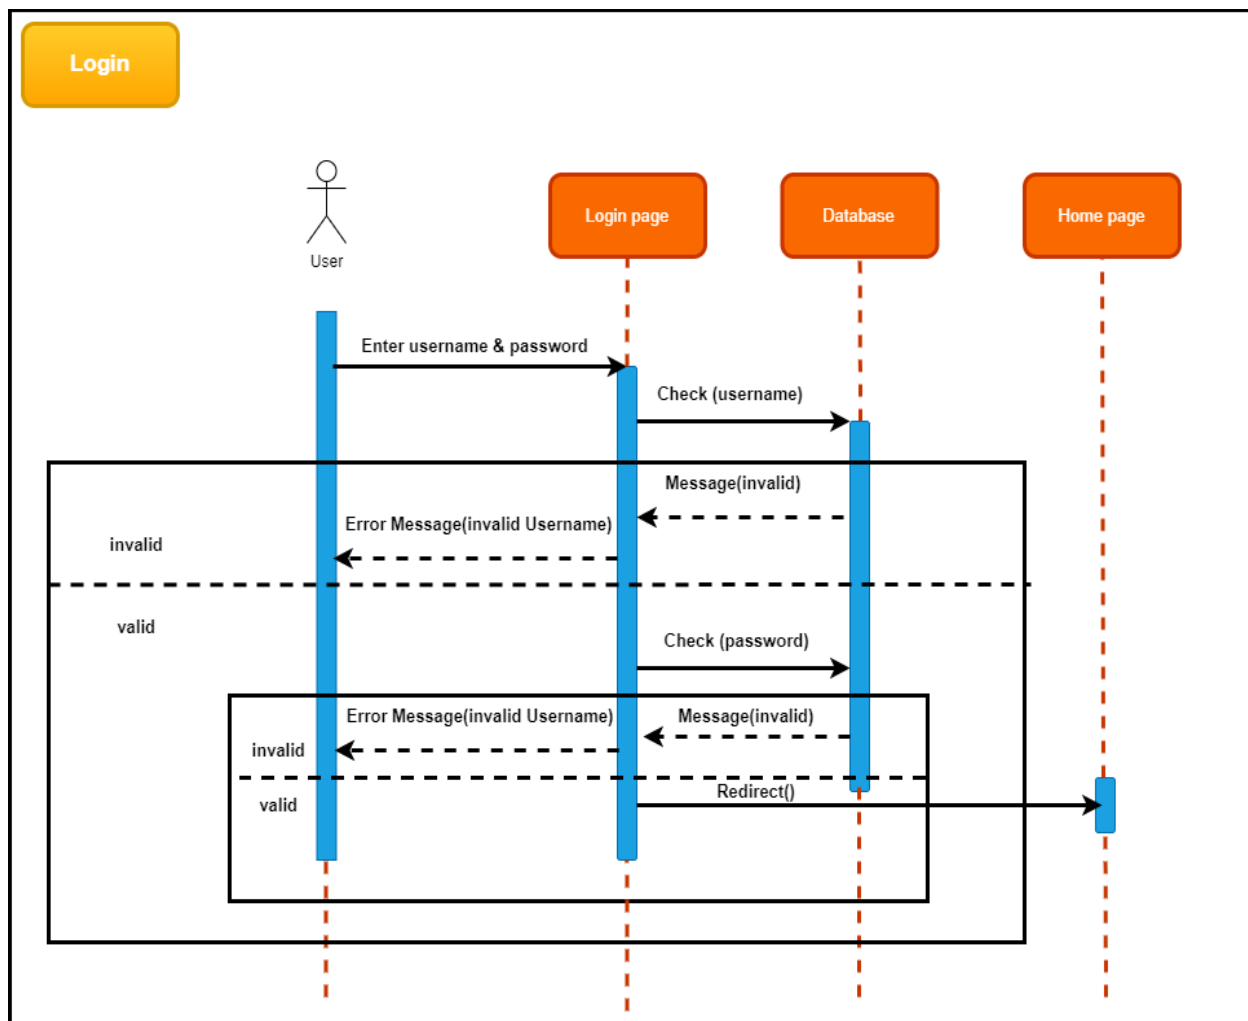 Login
User
Login page
Database
Home page
Enter username & password
Check (username)
Message(invalid)
Error Message(invalid Username)
invalid
valid
Check (password)
Error Message(invalid Username)
Message(invalid)
invalid
Redirect()
valid